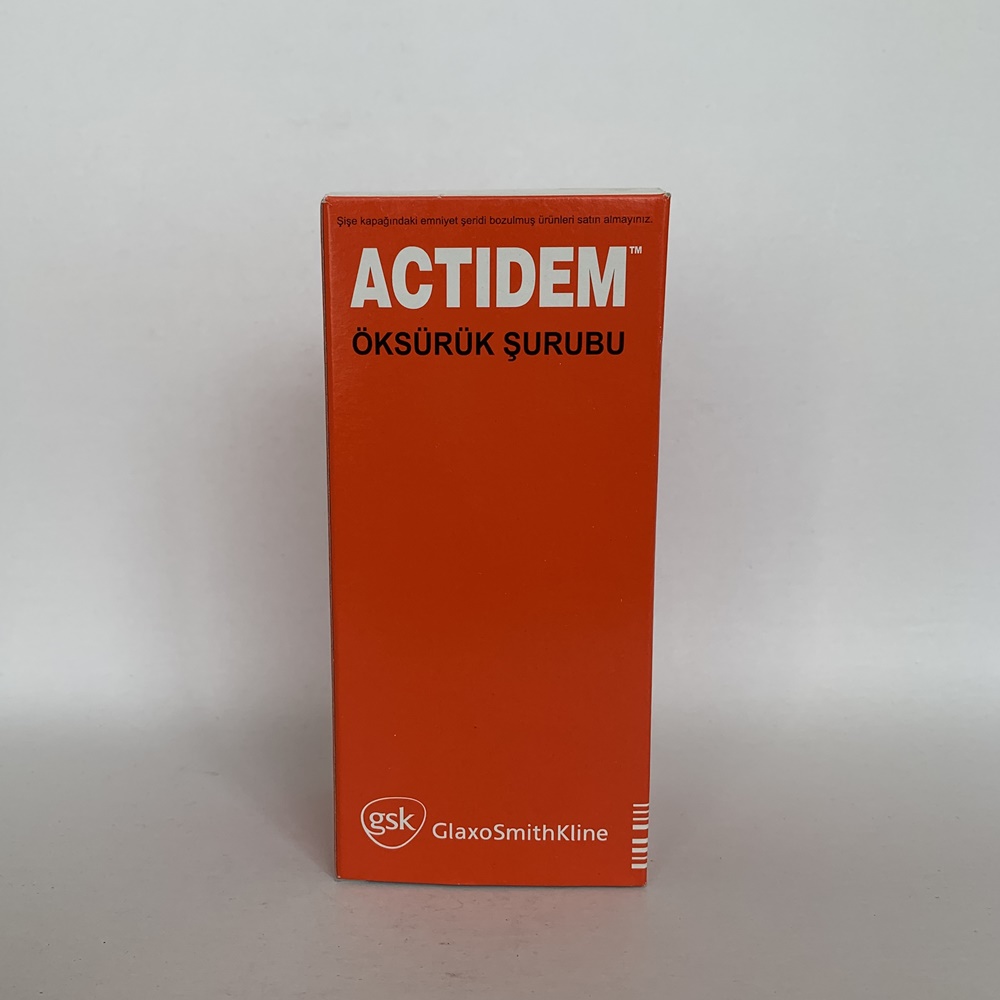 Şişe kapağındaki emniyet şeridi bozulmuş ürünleri satın almayınız.
ACTIDEM™
ÖKSÜRÜK ŞURUBU
gsk GlaxoSmithKline